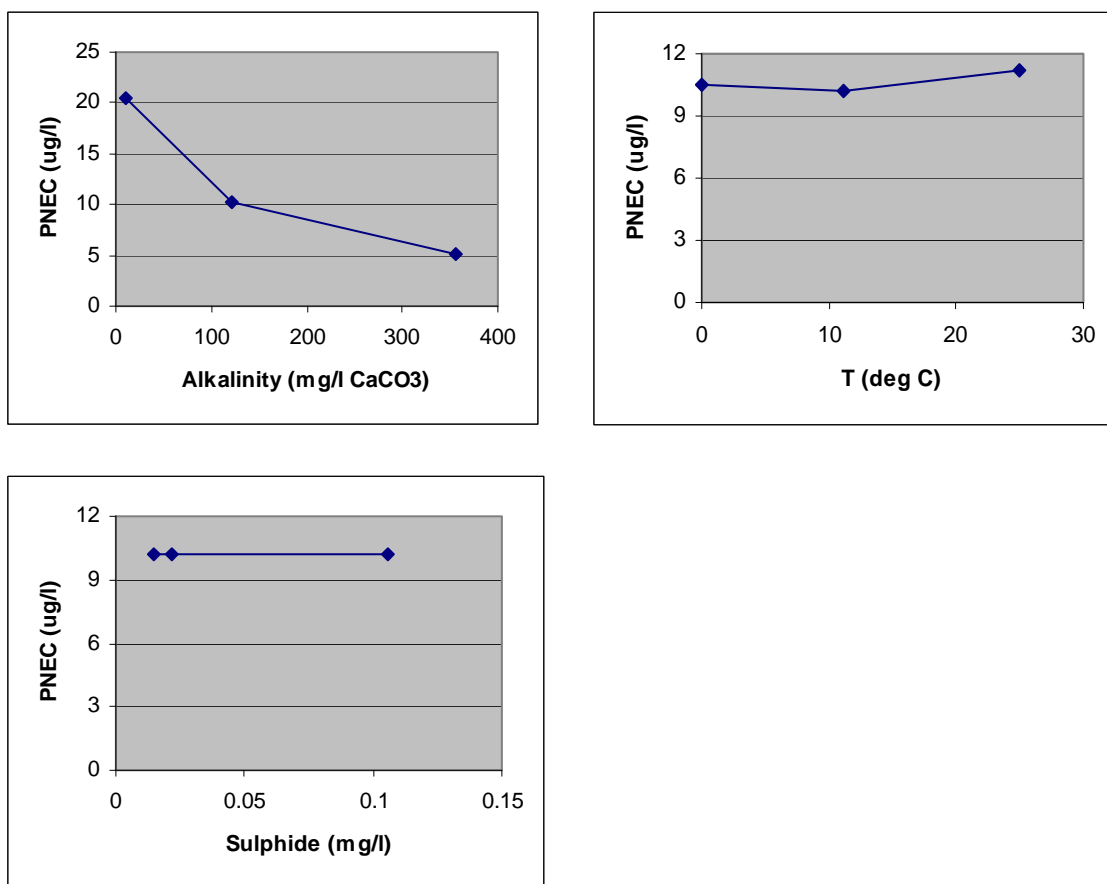 25
20
15
10
5
0
PNEC (ug/l)
0 100 200 300 400
Alkalinity (mg/l CaCO3)
12
9
6
3
0
PNEC (ug/l)
0 10 20 30
T (deg C)
12
9
6
3
0
PNEC (ug/l)
0 0.05 0.1 0.15
Sulphide (mg/l)